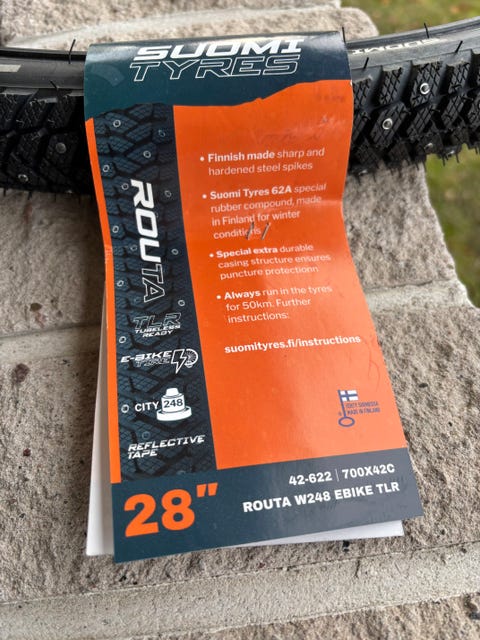 SUOMI
TYRES
SUOMI
ROUTA
• Finnish made sharp and
hardened steel spikes
• Suomi Tyres 62A special
rubber compound, made
in Finland for winter
conditions
• Special extra durable
casing structure ensures
puncture protectionn
• Always run in the tyres
for 50km. Further
instructions:
suomityres.fi/instructions
TLR
TUBELESS
READY
E-BIKE
TYRE
CITY 248
REFLECTIVE
TAPE
MADE IN FINLAND
28"
42-622 | 700X42C
ROUTA W248 EBIKE TLR